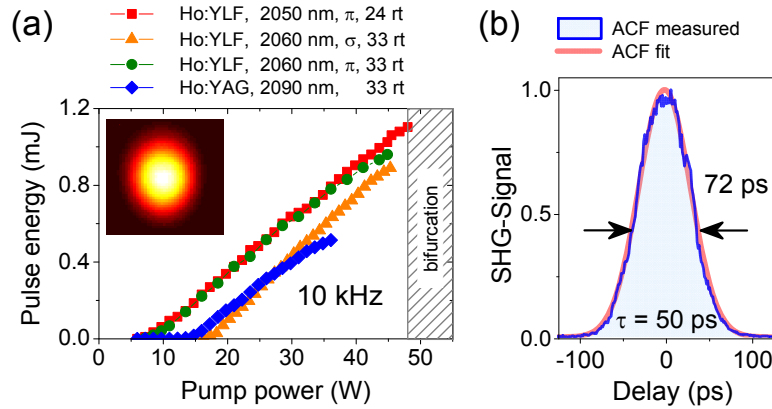 (a)
Ho:YLF, 2050 nm, π, 24 rt
Ho:YLF, 2060 nm, σ, 33 rt
Ho:YLF, 2060 nm, π, 33 rt
Ho:YAG, 2090 nm, 33 rt
1.2
0.8
0.4
0.0
Pulse energy (mJ)
10 kHz
bifurcation
0 10 20 30 40 50
Pump power (W)
(b)
ACF measured
ACF fit
1.0
0.5
0.0
SHG-Signal
72 ps
τ = 50 ps
-100 0 100
Delay (ps)